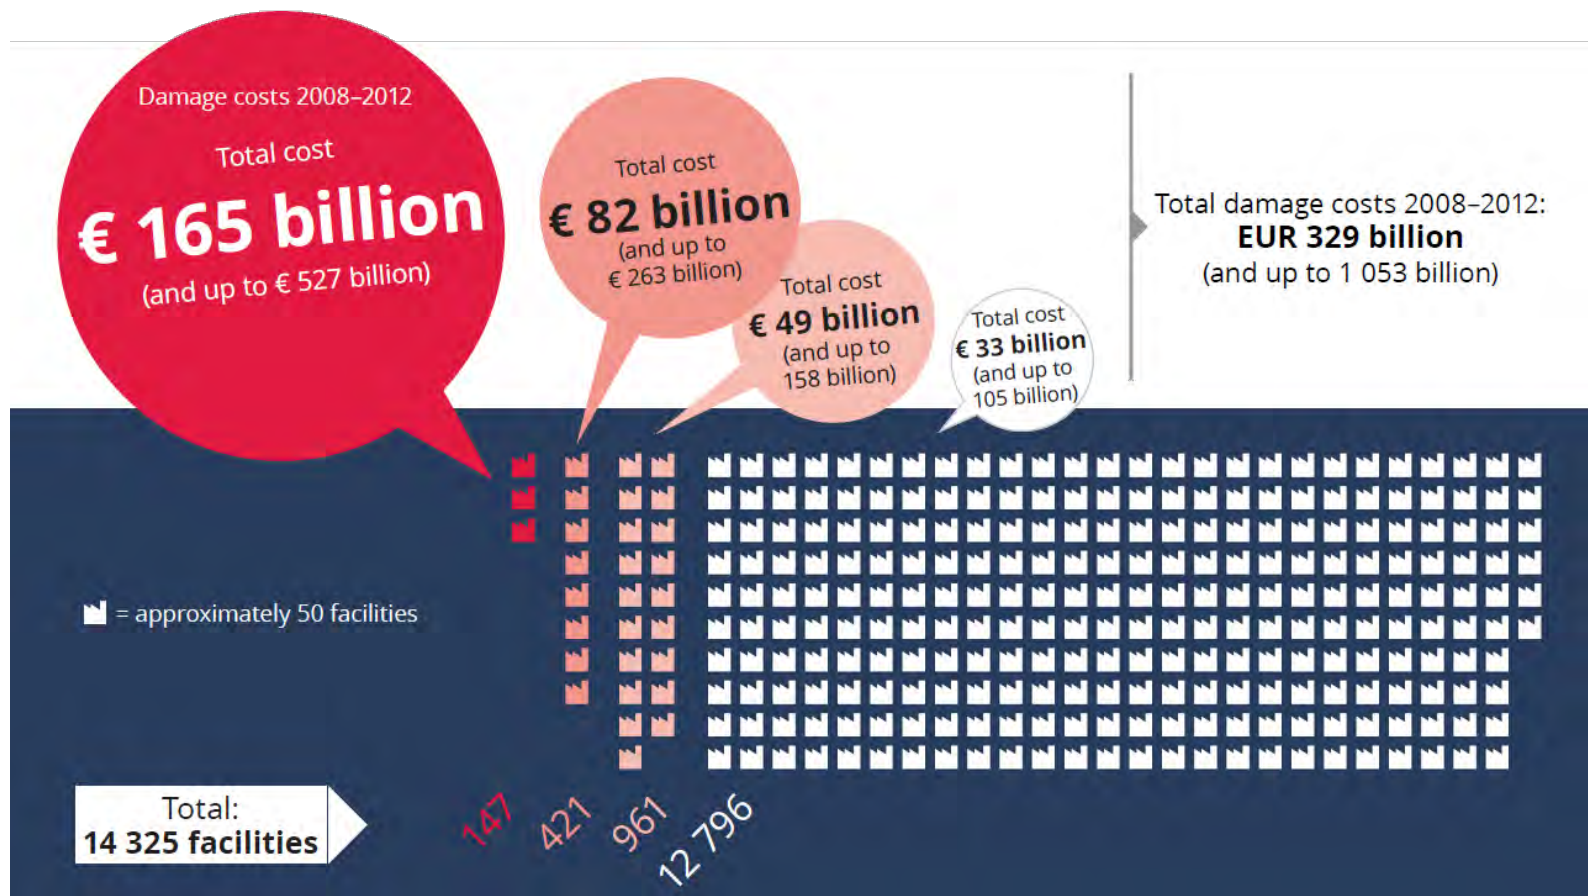 Damage costs 2008–2012
Total cost
€ 165 billion
(and up to € 527 billion)
Total cost
€ 82 billion
(and up to
€ 263 billion)
Total cost
€ 49 billion
(and up to
158 billion)
Total cost
€ 33 billion
(and up to
105 billion)
Total damage costs 2008–2012:
EUR 329 billion
(and up to 1 053 billion)
= approximately 50 facilities
Total:
14 325 facilities
147
421
961
12 796